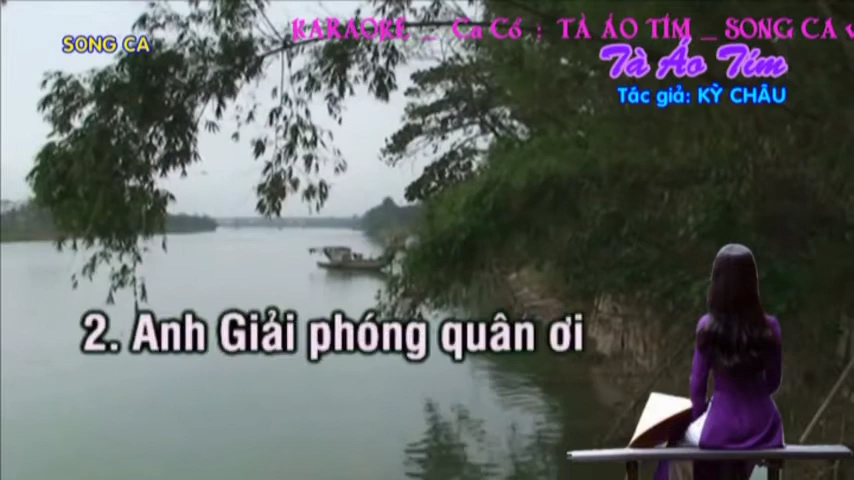 KARAOKE _ Ca Cổ : TÀ ÁO TÍM _ SONG CA v
SONG CA
Tà Áo Tím
Tác giả: KỲ CHÂU
2. Anh Giải phóng quân ơi